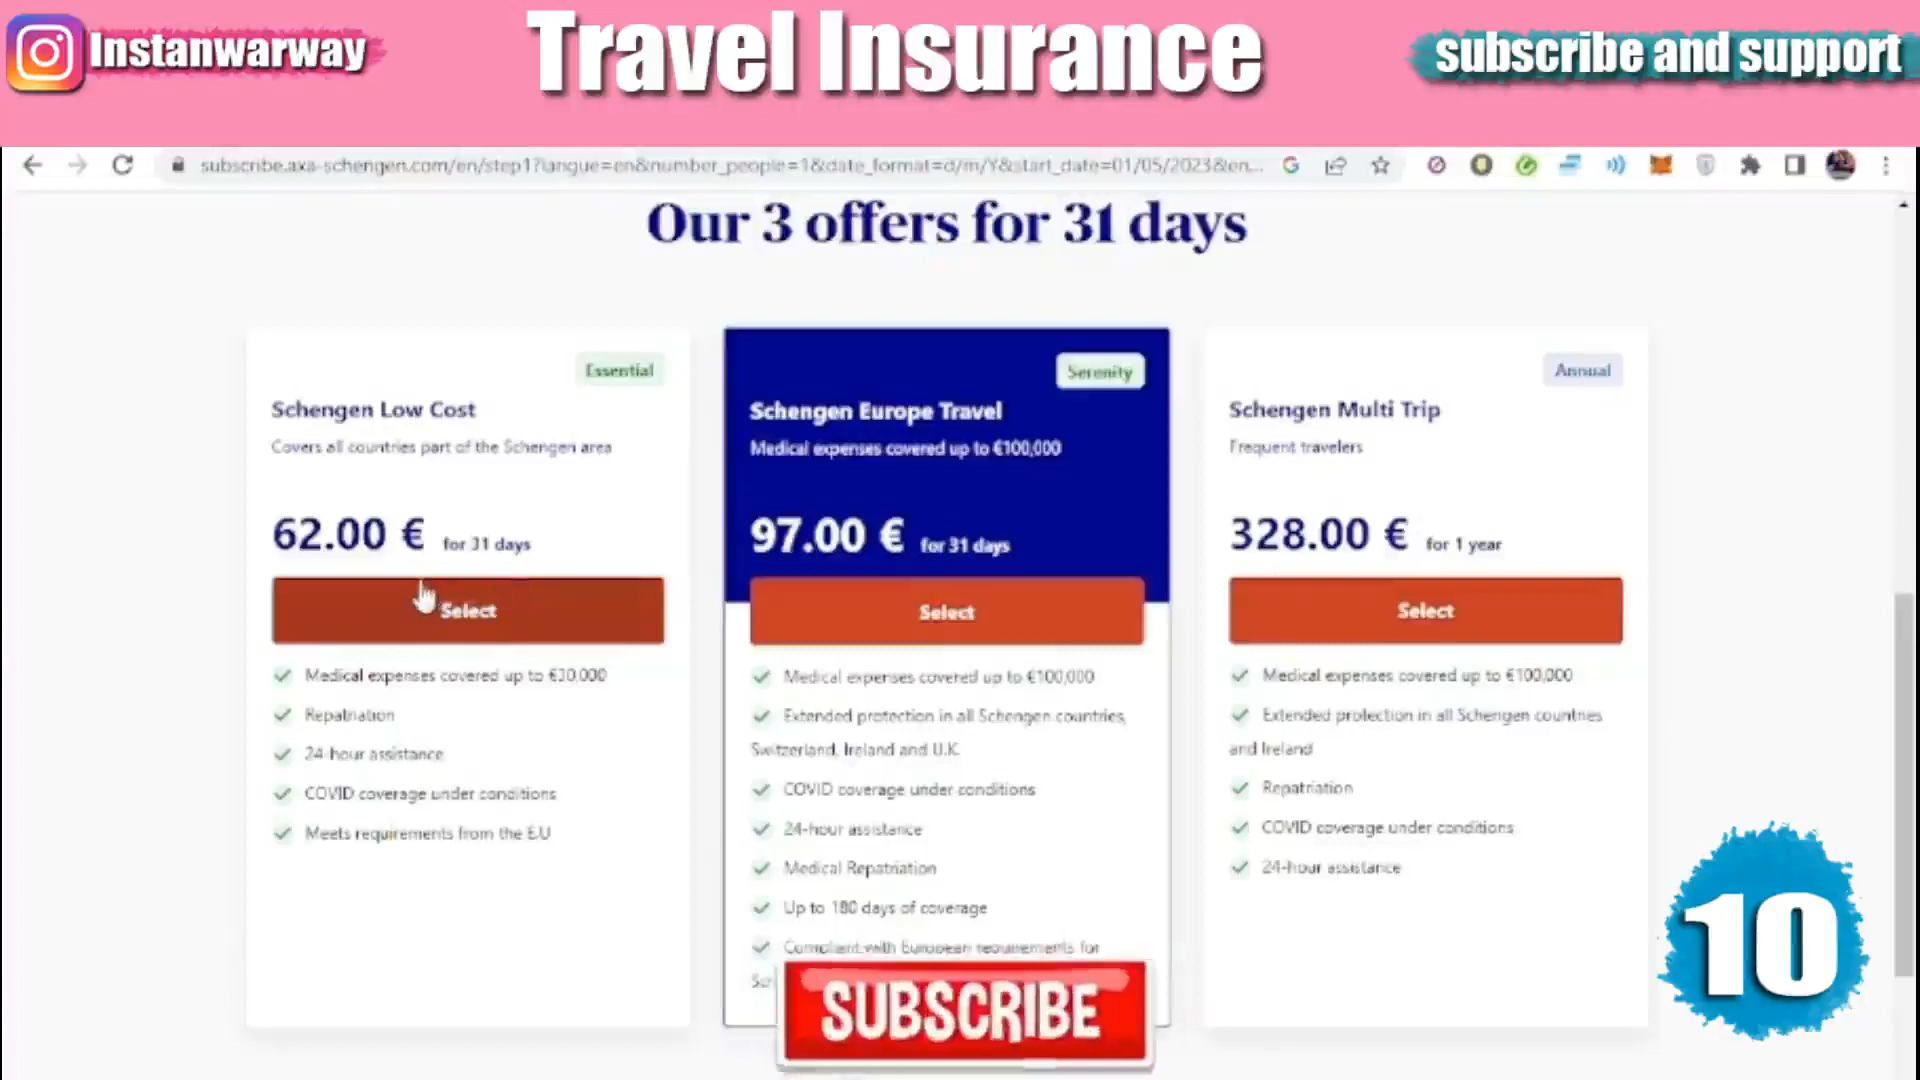 Instanwarway
Travel Insurance
subscribe and support
subscribe.axa-schengen.com/en/step1?langue=en&number_people=1&date_format=d/m/Y&start_date=01/05/2023&en...
Our 3 offers for 31 days
Essential
Schengen Low Cost
Covers all countries part of the Schengen area
62.00 € for 31 days
Select
Medical expenses covered up to €30,000
Repatriation
24-hour assistance
COVID coverage under conditions
Meets requirements from the E.U
Serenity
Schengen Europe Travel
Medical expenses covered up to €100,000
97.00 € for 31 days
Select
Medical expenses covered up to €100,000
Extended protection in all Schengen countries,
Switzerland, Ireland and U.K.
COVID coverage under conditions
24-hour assistance
Medical Repatriation
Up to 180 days of coverage
Compliant with European requirements for
Annual
Schengen Multi Trip
Frequent travelers
328.00 € for 1 year
Select
Medical expenses covered up to €100,000
Extended protection in all Schengen countries
and Ireland
Repatriation
COVID coverage under conditions
24-hour assistance
SUBSCRIBE
10